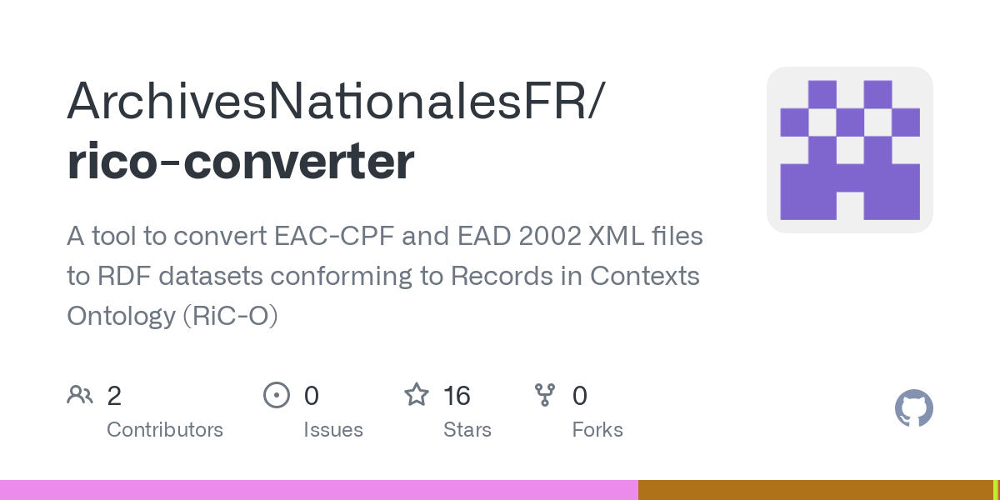 ArchivesNationalesFR/
rico-converter
A tool to convert EAC-CPF and EAD 2002 XML files
to RDF datasets conforming to Records in Contexts
Ontology (RiC-O)
2 0 16 0
Contributors Issues Stars Forks